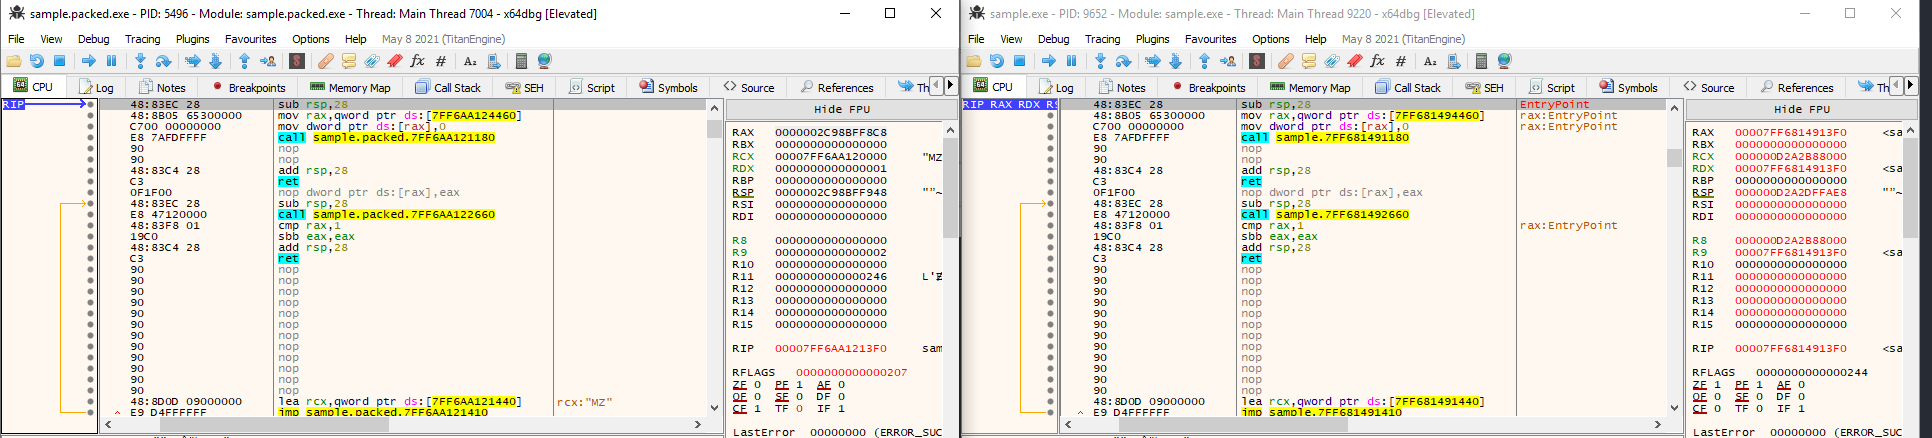 sample.packed.exe - PID: 5496 - Module: sample.packed.exe - Thread: Main Thread 7004 - x64dbg [Elevated]
File View Debug Tracing Plugins Favourites Options Help May 8 2021 (TitanEngine)
CPU Log Notes Breakpoints Memory Map Call Stack SEH Script Symbols Source References Th
RIP
48:83EC 28 sub rsp,28
48:8B05 65300000 mov rax,qword ptr ds:[7FF6AA124460]
C700 00000000 mov dword ptr ds:[rax],0
E8 7AFDFFFF call sample.packed.7FF6AA121180
90 nop
90 nop
48:83C4 28 add rsp,28
C3 ret
0F1F00 nop dword ptr ds:[rax],eax
48:83EC 28 sub rsp,28
E8 47120000 call sample.packed.7FF6AA122660
48:83F8 01 cmp rax,1
19C0 sbb eax,eax
48:83C4 28 add rsp,28
C3 ret
90 nop
90 nop
90 nop
90 nop
90 nop
90 nop
90 nop
90 nop
90 nop
90 nop
90 nop
90 nop
48:8D0D 09000000 lea rcx,qword ptr ds:[7FF6AA121440] rcx:"MZ"
E9 D4FFFFFF jmp sample.packed.7FF6AA121410
Hide FPU
RAX 0000002C98BFF8C8
RBX 0000000000000000
RCX 00007FF6AA120000 "MZ
RDX 0000000000000001
RBP 0000000000000000
RSP 0000002C98BFF948 "”~
RSI 0000000000000000
RDI 0000000000000000
R8 0000000000000000
R9 0000000000000002
R10 0000000000000000
R11 0000000000000246
R12 0000000000000000
R13 0000000000000000
R14 0000000000000000
R15 0000000000000000
RIP 00007FF6AA1213F0 sam
RFLAGS 0000000000000207
ZF 0 PF 1 AF 0
OF 0 SF 0 DF 0
CF 1 TF 0 IF 1
LastError 00000000 (ERROR_SUC
sample.exe - PID: 9652 - Module: sample.exe - Thread: Main Thread 9220 - x64dbg [Elevated]
File View Debug Tracing Plugins Favourites Options Help May 8 2021 (TitanEngine)
CPU Log Notes Breakpoints Memory Map Call Stack SEH Script Symbols Source References Th
RIP RAX RDX
48:83EC 28 sub rsp,28 EntryPoint
48:8B05 65300000 mov rax,qword ptr ds:[7FF681494460] rax:EntryPoint
C700 00000000 mov dword ptr ds:[rax],0 rax:EntryPoint
E8 7AFDFFFF call sample.7FF681491180
90 nop
90 nop
48:83C4 28 add rsp,28
C3 ret
0F1F00 nop dword ptr ds:[rax],eax
48:83EC 28 sub rsp,28
E8 47120000 call sample.7FF681492660
48:83F8 01 cmp rax,1 rax:EntryPoint
19C0 sbb eax,eax
48:83C4 28 add rsp,28
C3 ret
90 nop
90 nop
90 nop
90 nop
90 nop
90 nop
90 nop
90 nop
90 nop
90 nop
90 nop
90 nop
48:8D0D 09000000 lea rcx,qword ptr ds:[7FF681491440]
E9 D4FFFFFF jmp sample.7FF681491410
Hide FPU
RAX 00007FF6814913F0 <sa
RBX 0000000000000000
RCX 000000D2A2B88000
RDX 00007FF6814913F0 <sa
RBP 0000000000000000
RSP 000000D2A2DFFAE8 "”~
RSI 0000000000000000
RDI 0000000000000000
R8 000000D2A2B88000
R9 00007FF6814913F0 <sa
R10 0000000000000000
R11 0000000000000000
R12 0000000000000000
R13 0000000000000000
R14 0000000000000000
R15 0000000000000000
RIP 00007FF6814913F0 <sa
RFLAGS 0000000000000244
ZF 1 PF 1 AF 0
OF 0 SF 0 DF 0
CF 0 TF 0 IF 1
LastError 00000000 (ERROR_SUC